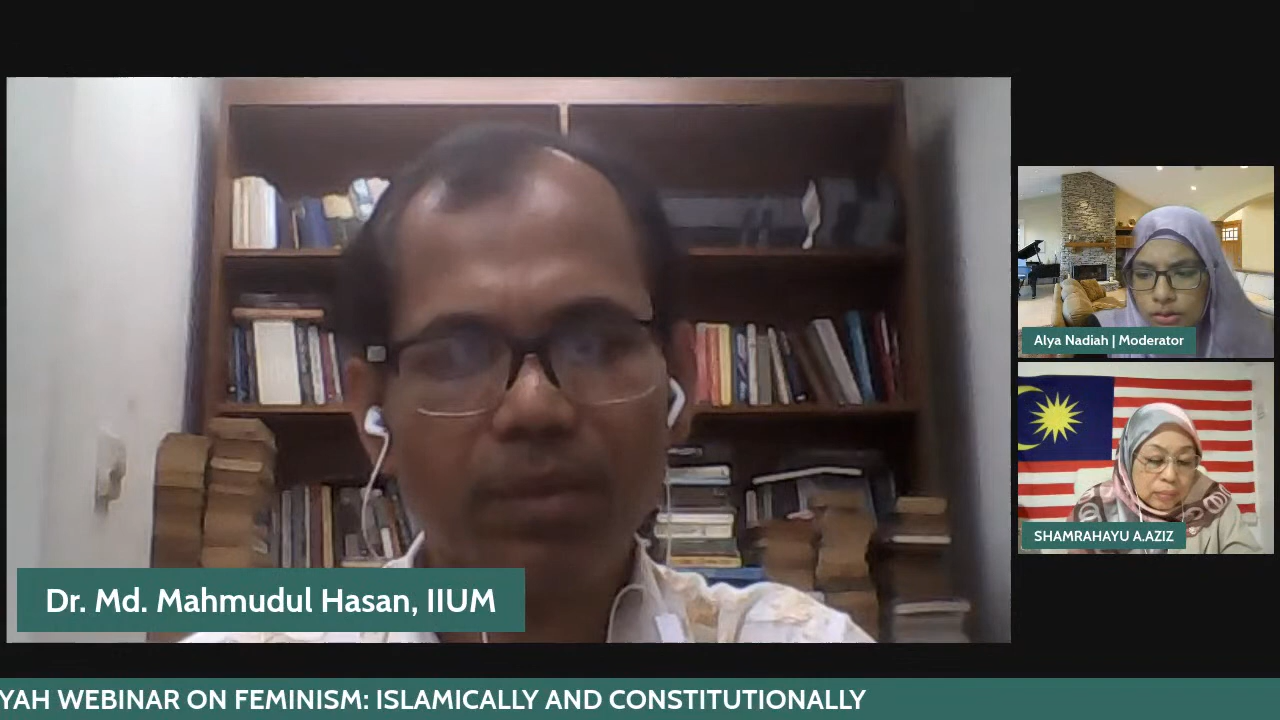 Dr. Md. Mahmudul Hasan, IIUM
Alya Nadiah | Moderator
SHAMRAHAYU A.AZIZ
YAH WEBINAR ON FEMINISM: ISLAMICALLY AND CONSTITUTIONALLY